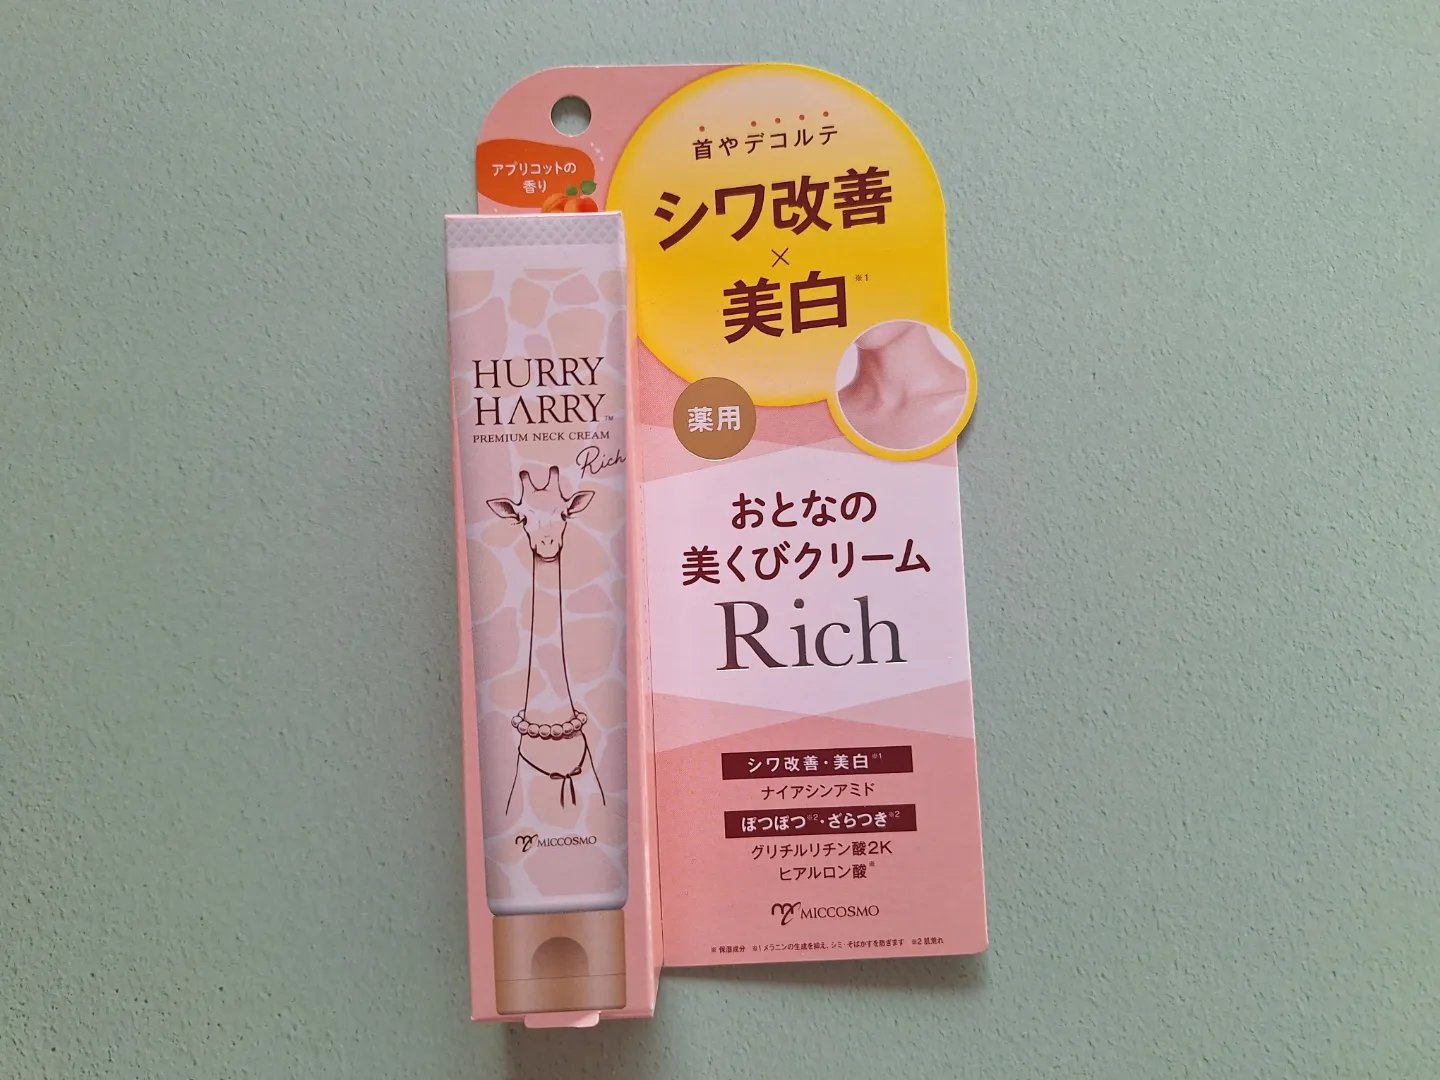 アプリコットの
香り
首やデコルテ
シワ改善
×
美白※1
薬用
HURRY
HARRY™
PREMIUM NECK CREAM
Rich
MICCOSMO
おとなの
美くびクリーム
Rich
シワ改善・美白※1
ナイアシンアミド
ぽつぽつ※2・ざらつき※2
グリチルリチン酸2K
ヒアルロン酸※
MICCOSMO
※ 保湿成分 ※1 メラニンの生成を抑え、シミ・そばかすを防ぎます ※2 肌荒れ